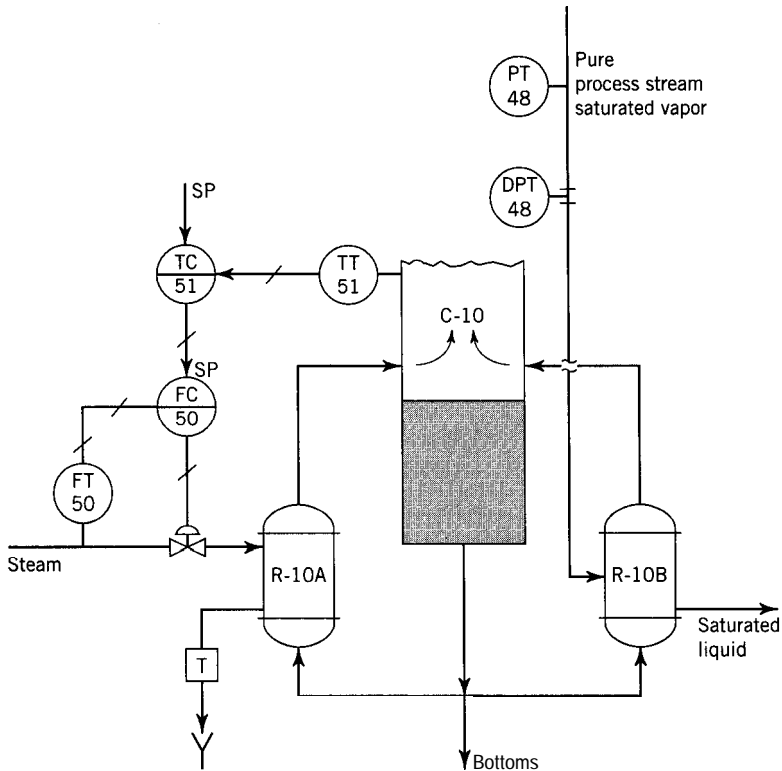 PT
48
Pure
process stream
saturated vapor
DPT
48
SP
TC
51
TT
51
C-10
SP
FC
50
FT
50
Steam
R-10A
R-10B
Saturated
liquid
T
Bottoms